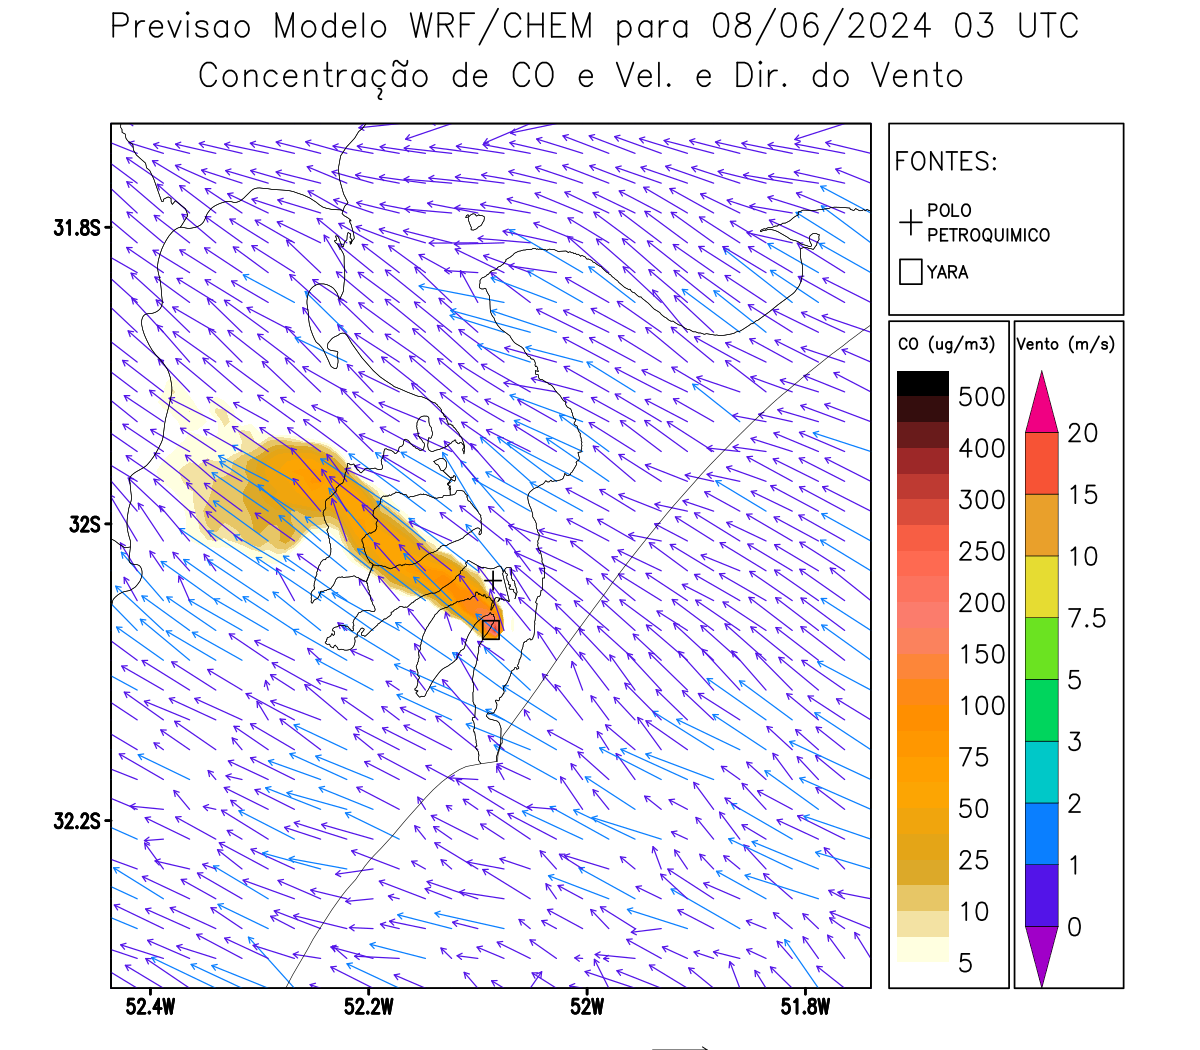 Previsao Modelo WRF/CHEM para 08/06/2024 03 UTC
Concentração de CO e Vel. e Dir. do Vento
FONTES:
POLO
PETROQUIMICO
YARA
CO (ug/m3)
500
400
300
250
200
150
100
75
50
25
10
5
Vento (m/s)
20
15
10
7.5
5
3
2
1
0
31.8S
32S
32.2S
52.4W
52.2W
52W
51.8W